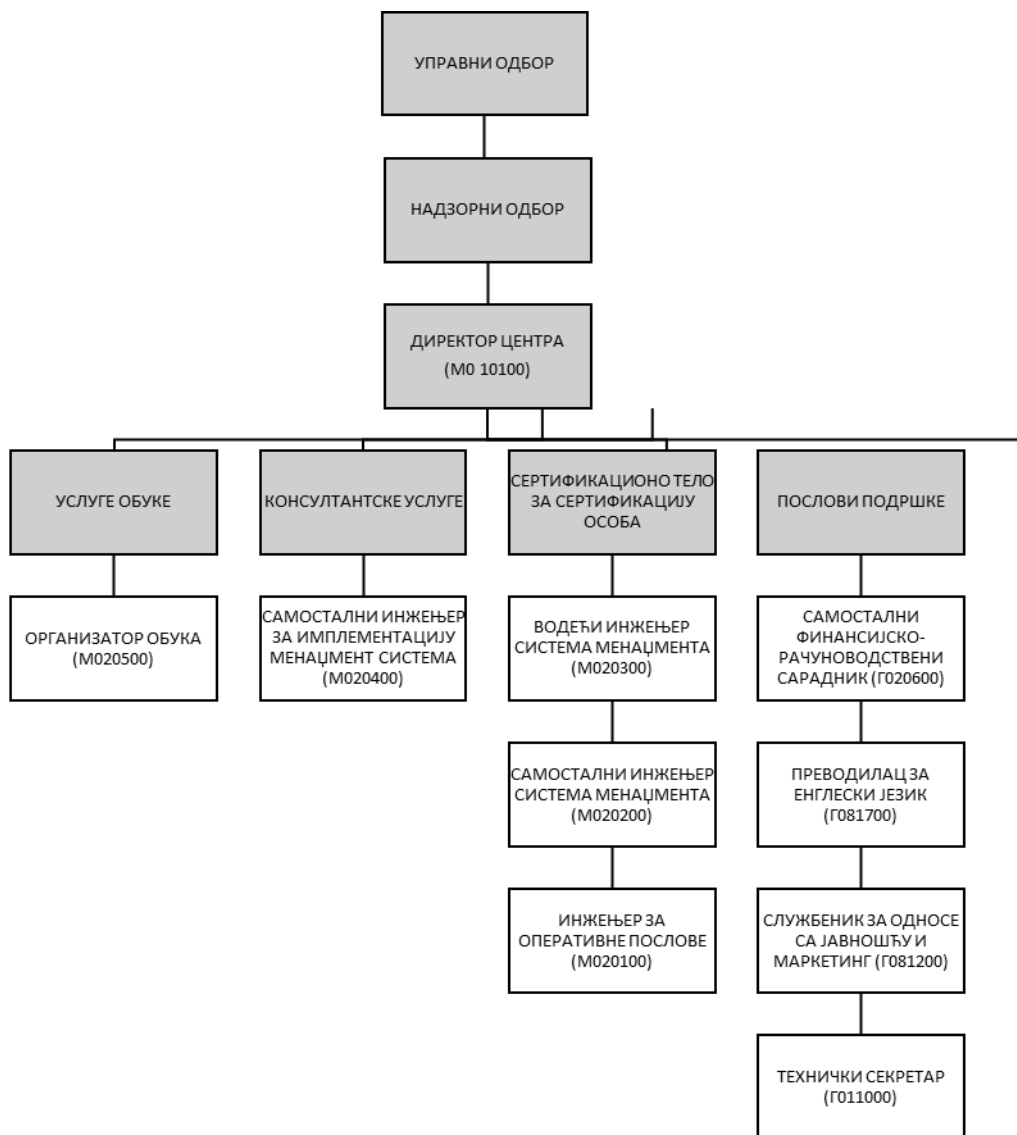 УПРАВНИ ОДБОР
НАДЗОРНИ ОДБОР
ДИРЕКТОР ЦЕНТРА
(М0 10100)
УСЛУГЕ ОБУКЕ
КОНСУЛТАНТСКЕ УСЛУГЕ
СЕРТИФИКАЦИОНО ТЕЛО
ЗА СЕРТИФИКАЦИЈУ
ОСОБА
ПОСЛОВИ ПОДРШКЕ
ОРГАНИЗАТОР ОБУКА
(М020500)
САМОСТАЛНИ ИНЖЕЊЕР
ЗА ИМПЛЕМЕНТАЦИЈУ
МЕНАЏМЕНТ СИСТЕМА
(М020400)
ВОДЕЋИ ИНЖЕЊЕР
СИСТЕМА МЕНАЏМЕНТА
(М020300)
САМОСТАЛНИ
ФИНАНСИЈСКО-
РАЧУНОВОДСТВЕНИ
САРАДНИК (Г020600)
САМОСТАЛНИ ИНЖЕЊЕР
СИСТЕМА МЕНАЏМЕНТА
(М020200)
ПРЕВОДИЛАЦ ЗА
ЕНГЛЕСКИ ЈЕЗИК
(Г081700)
ИНЖЕЊЕР ЗА
ОПЕРАТИВНЕ ПОСЛОВЕ
(М020100)
СЛУЖБЕНИК ЗА ОДНОСЕ
СА ЈАВНОШЋУ И
МАРКЕТИНГ (Г081200)
ТЕХНИЧКИ СЕКРЕТАР
(Г011000)